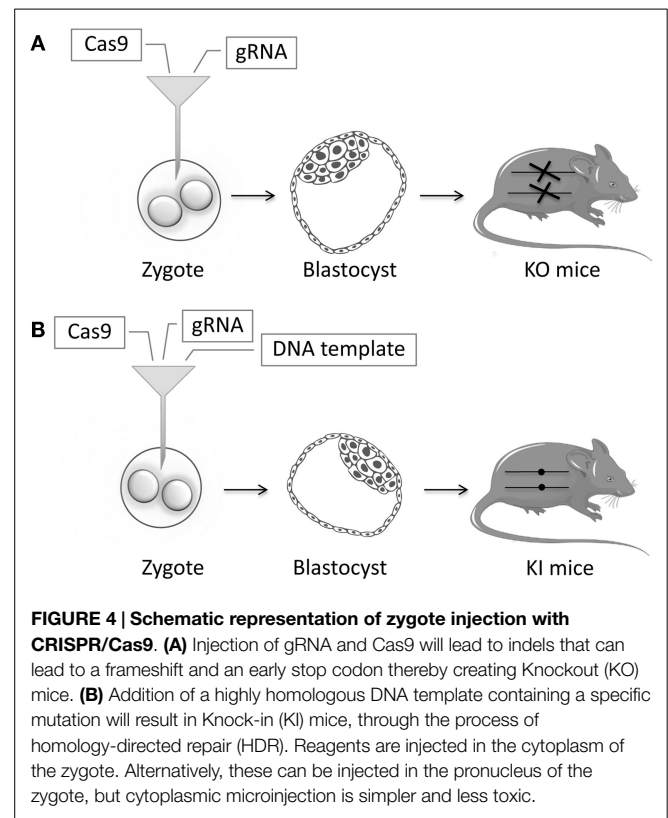 A
Cas9
gRNA
Zygote
Blastocyst
KO mice
B
Cas9
gRNA
DNA template
Zygote
Blastocyst
KI mice
FIGURE 4 | Schematic representation of zygote injection with
CRISPR/Cas9. (A) Injection of gRNA and Cas9 will lead to indels that can
lead to a frameshift and an early stop codon thereby creating Knockout (KO)
mice. (B) Addition of a highly homologous DNA template containing a specific
mutation will result in Knock-in (KI) mice, through the process of
homology-directed repair (HDR). Reagents are injected in the cytoplasm of
the zygote. Alternatively, these can be injected in the pronucleus of the
zygote, but cytoplasmic microinjection is simpler and less toxic.